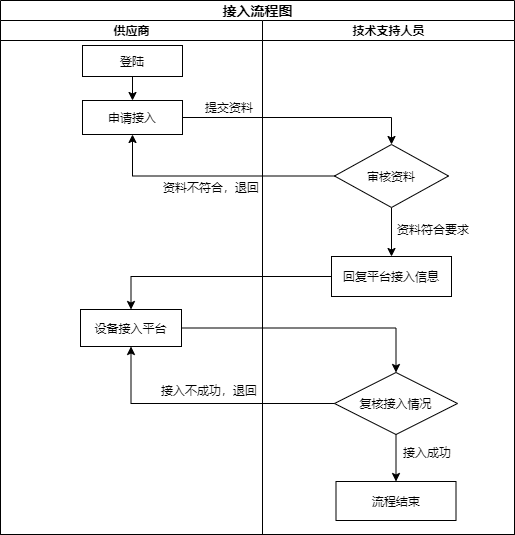 接入流程图
供应商
技术支持人员
登陆
申请接入
提交资料
审核资料
资料不符合，退回
资料符合要求
回复平台接入信息
设备接入平台
接入不成功，退回
复核接入情况
接入成功
流程结束